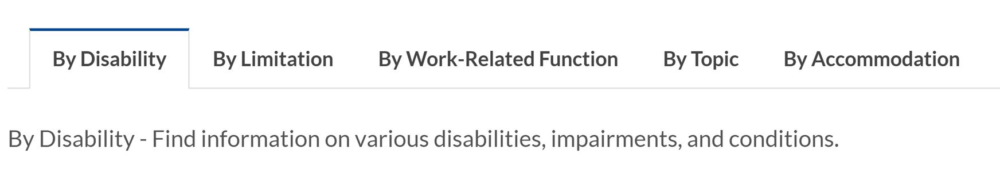 By Disability By Limitation By Work-Related Function By Topic By Accommodation
By Disability - Find information on various disabilities, impairments, and conditions.